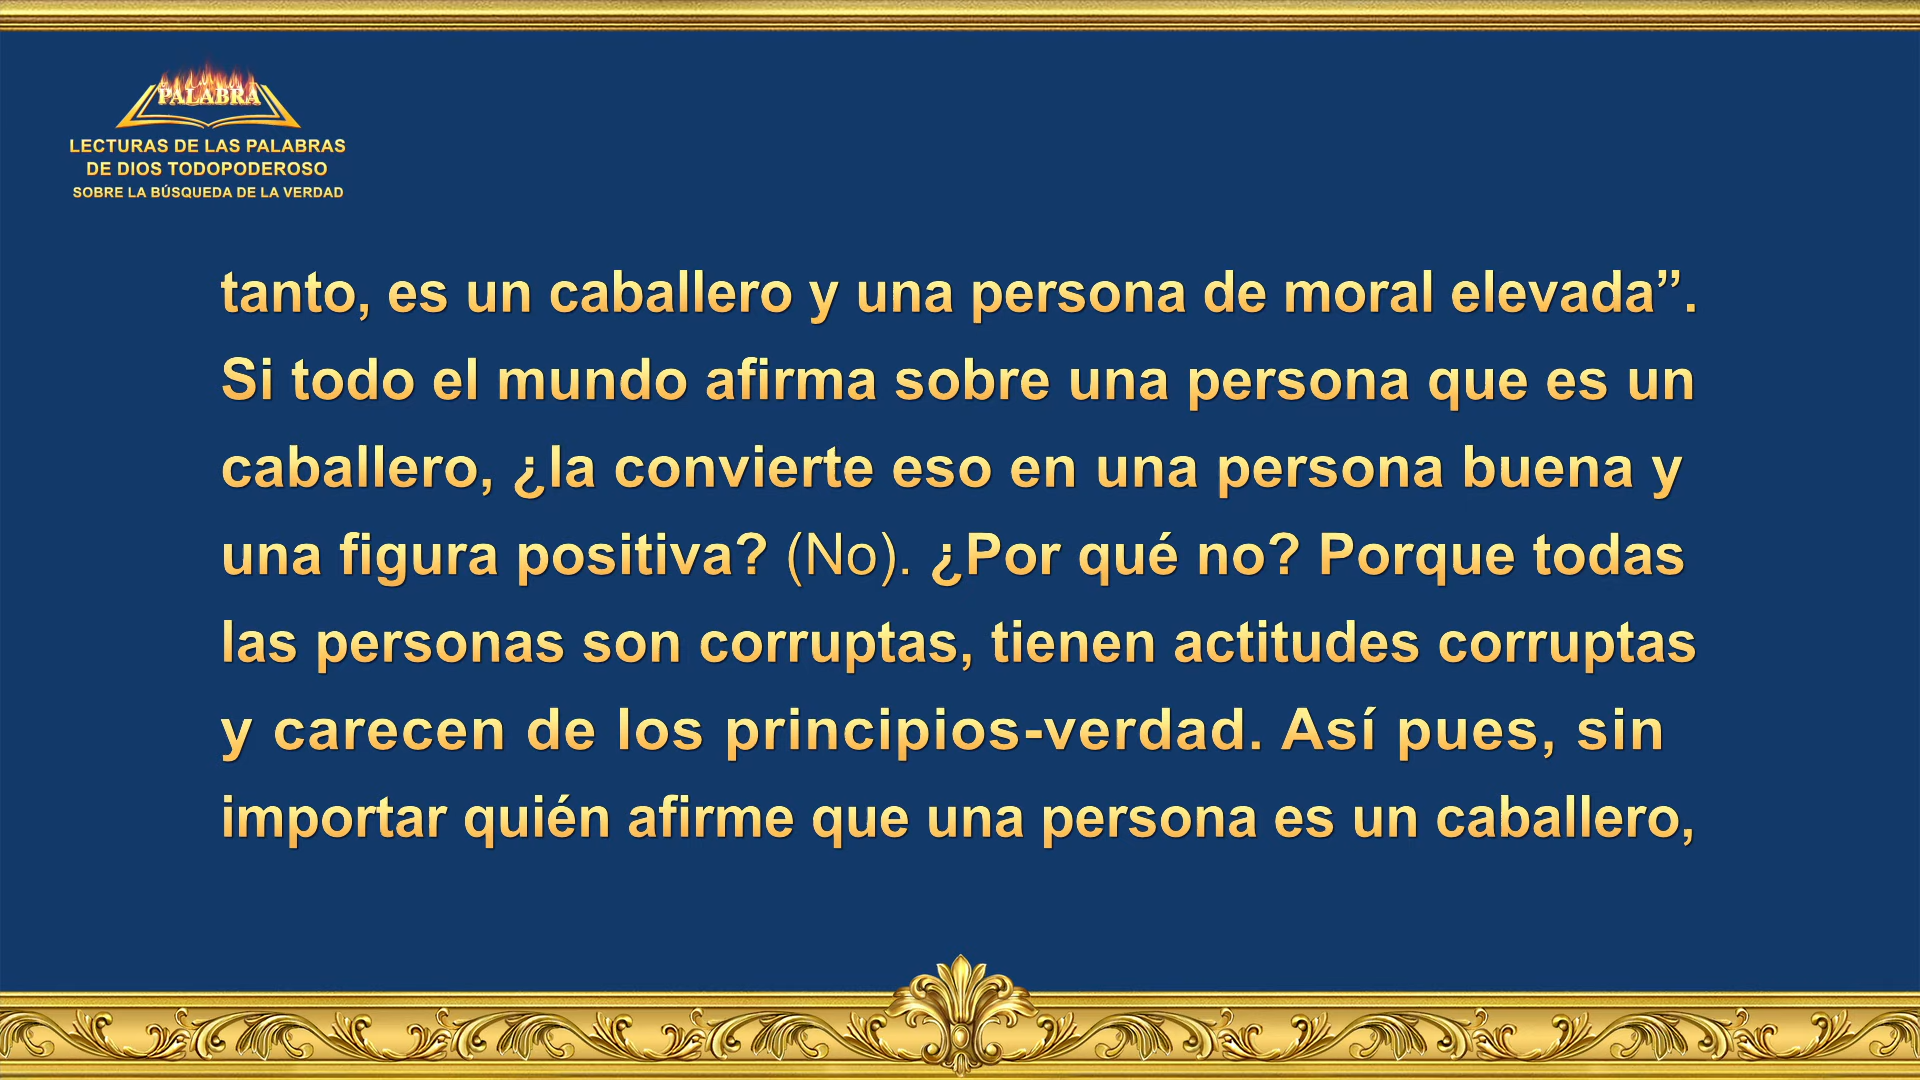 PALABRA
LECTURAS DE LAS PALABRAS
DE DIOS TODOPODEROSO
SOBRE LA BÚSQUEDA DE LA VERDAD
tanto, es un caballero y una persona de moral elevada”.
Si todo el mundo afirma sobre una persona que es un
caballero, ¿la convierte eso en una persona buena y
una figura positiva? (No). ¿Por qué no? Porque todas
las personas son corruptas, tienen actitudes corruptas
y carecen de los principios-verdad. Así pues, sin
importar quién afirme que una persona es un caballero,